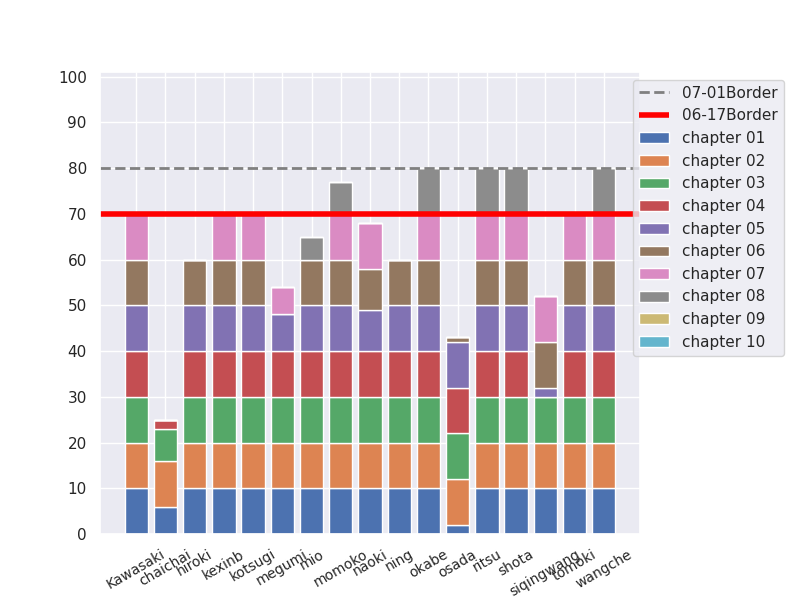 100
90
80
70
60
50
40
30
20
10
0
Kawasaki
chaichai
hiroki
kexinb
kotsugi
megumi
mio
momoko
naoki
ning
okabe
osada
ritsu
shota
siqingwang
tomoki
wangche
07-01Border
06-17Border
chapter 01
chapter 02
chapter 03
chapter 04
chapter 05
chapter 06
chapter 07
chapter 08
chapter 09
chapter 10